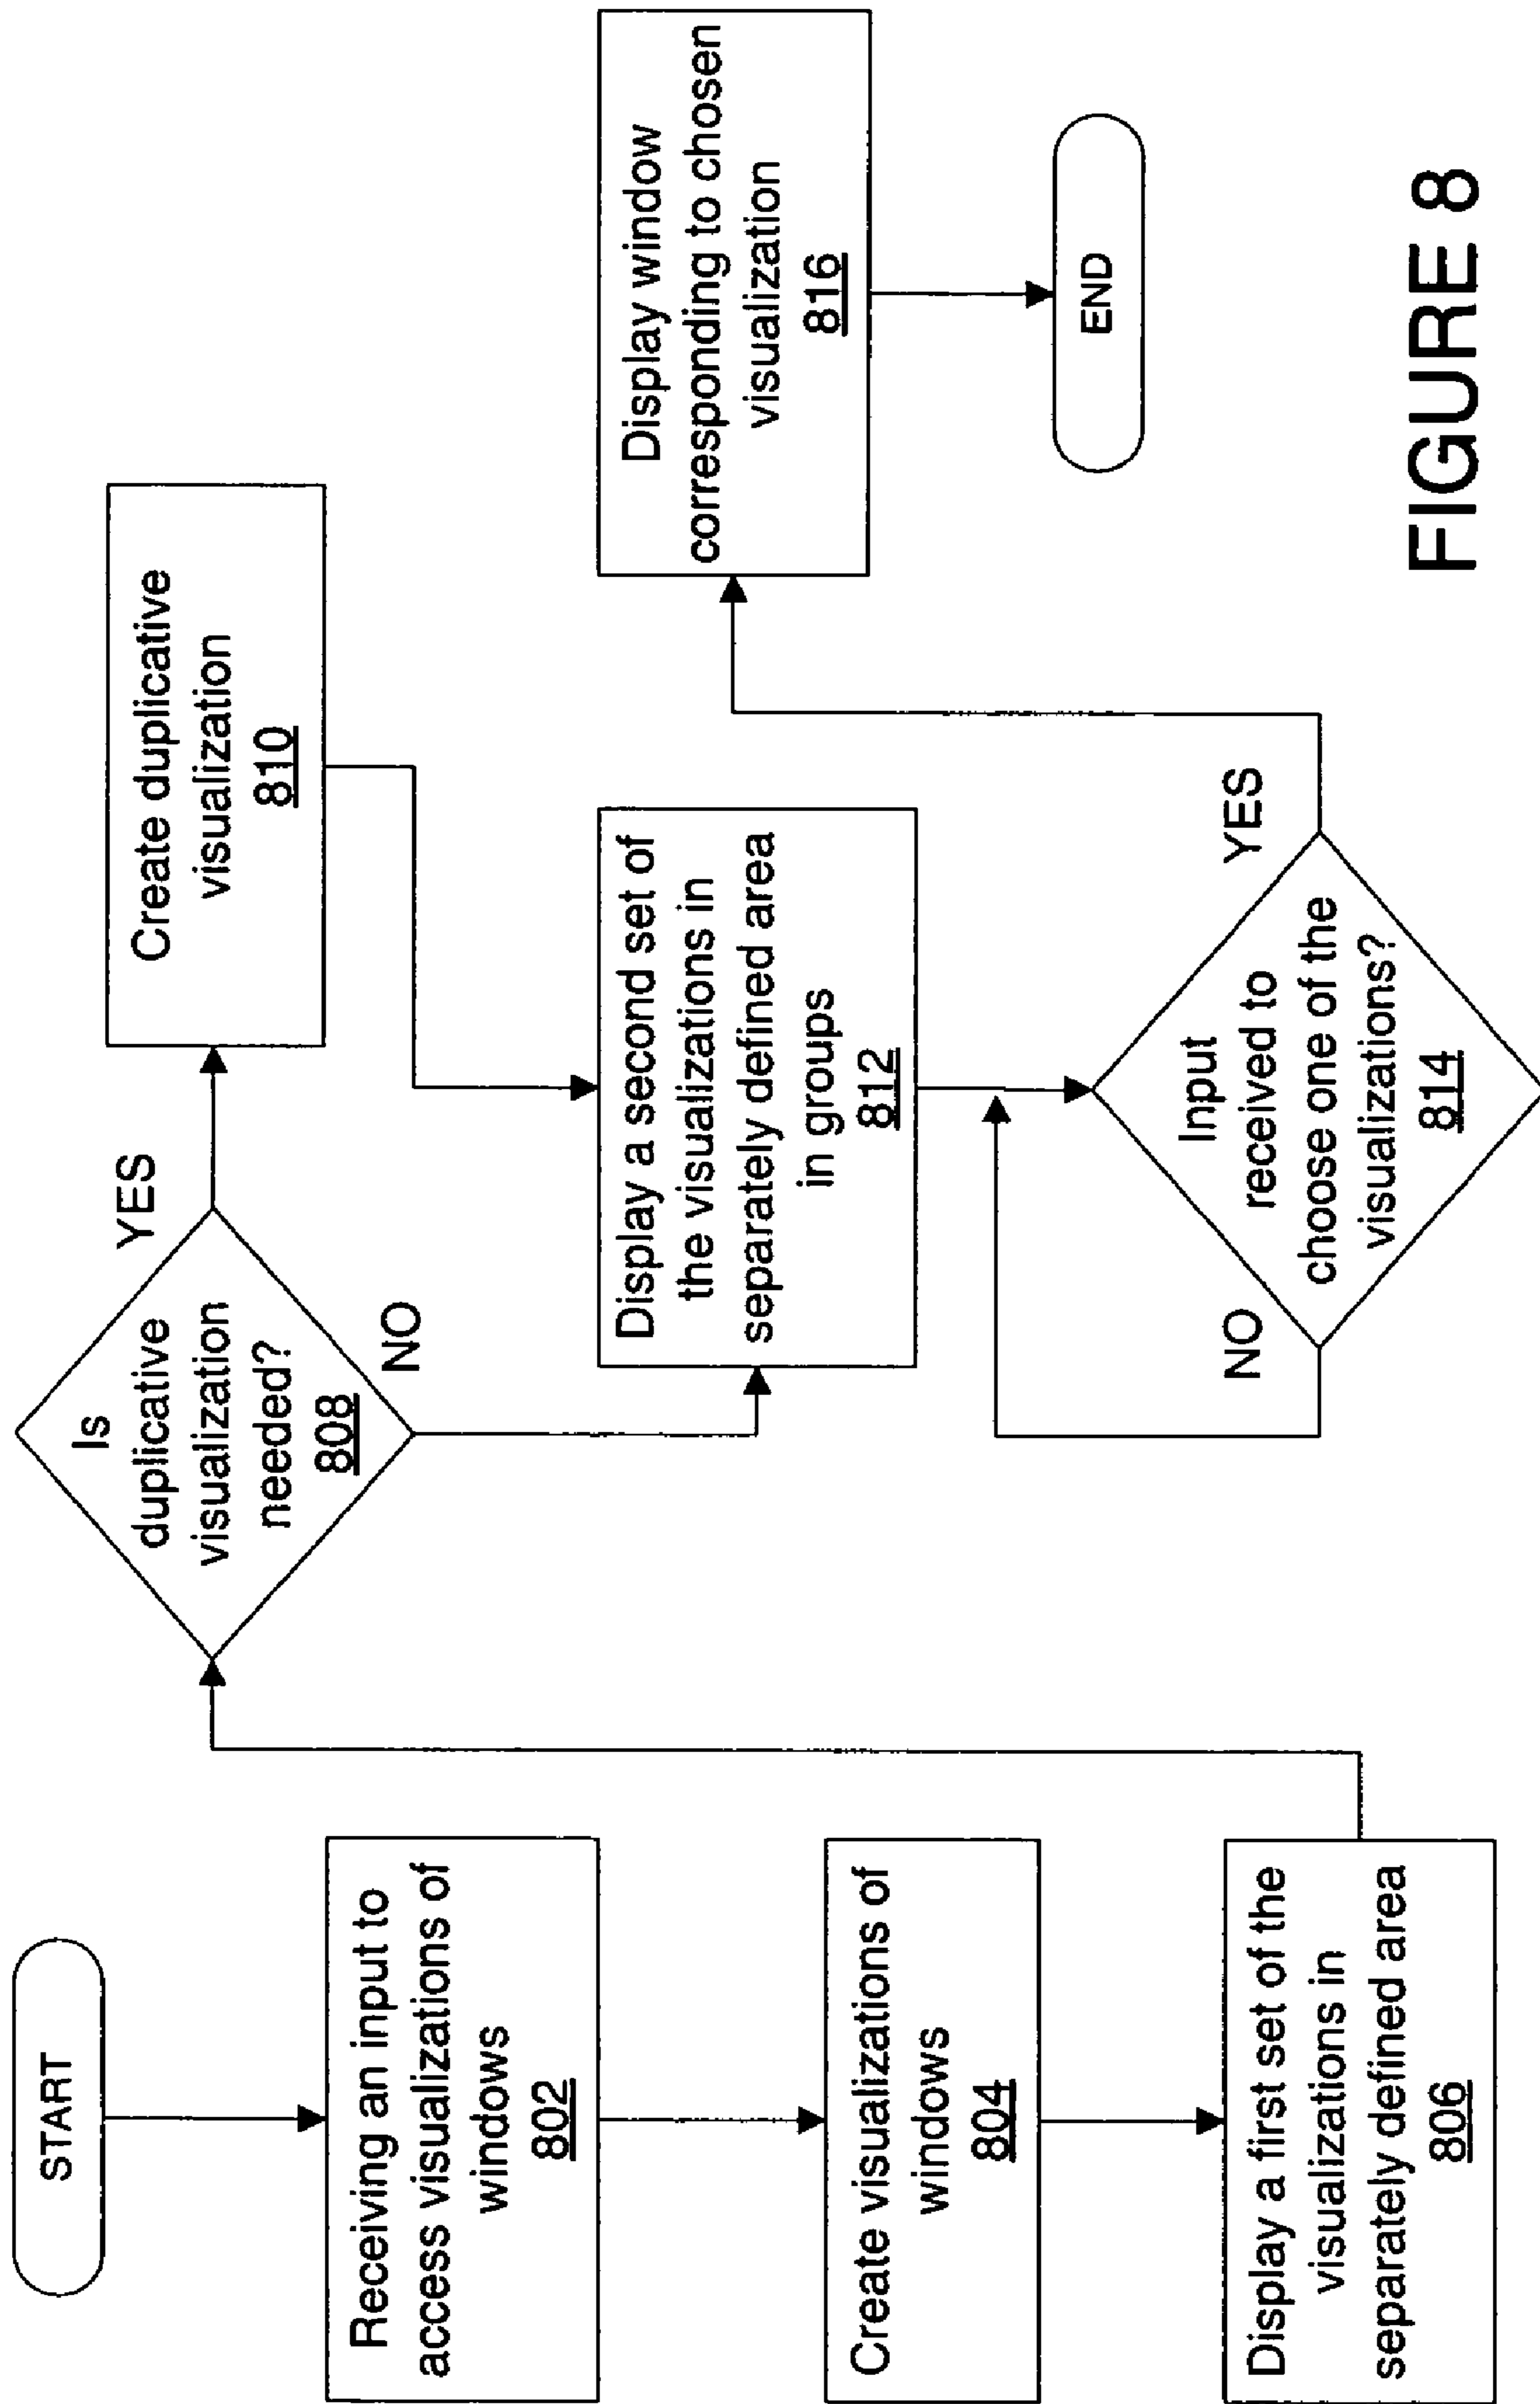 START
Receiving an input to
access visualizations of
windows
802
Create visualizations of
windows
804
Display a first set of the
visualizations in
separately defined area
806
Is
duplicative
visualization
needed?
808
YES
NO
Create duplicative
visualization
810
Display a second set of
the visualizations in
separately defined area
in groups
812
Input
received to
choose one of the
visualizations?
814
NO
YES
Display window
corresponding to chosen
visualization
816
END
FIGURE 8